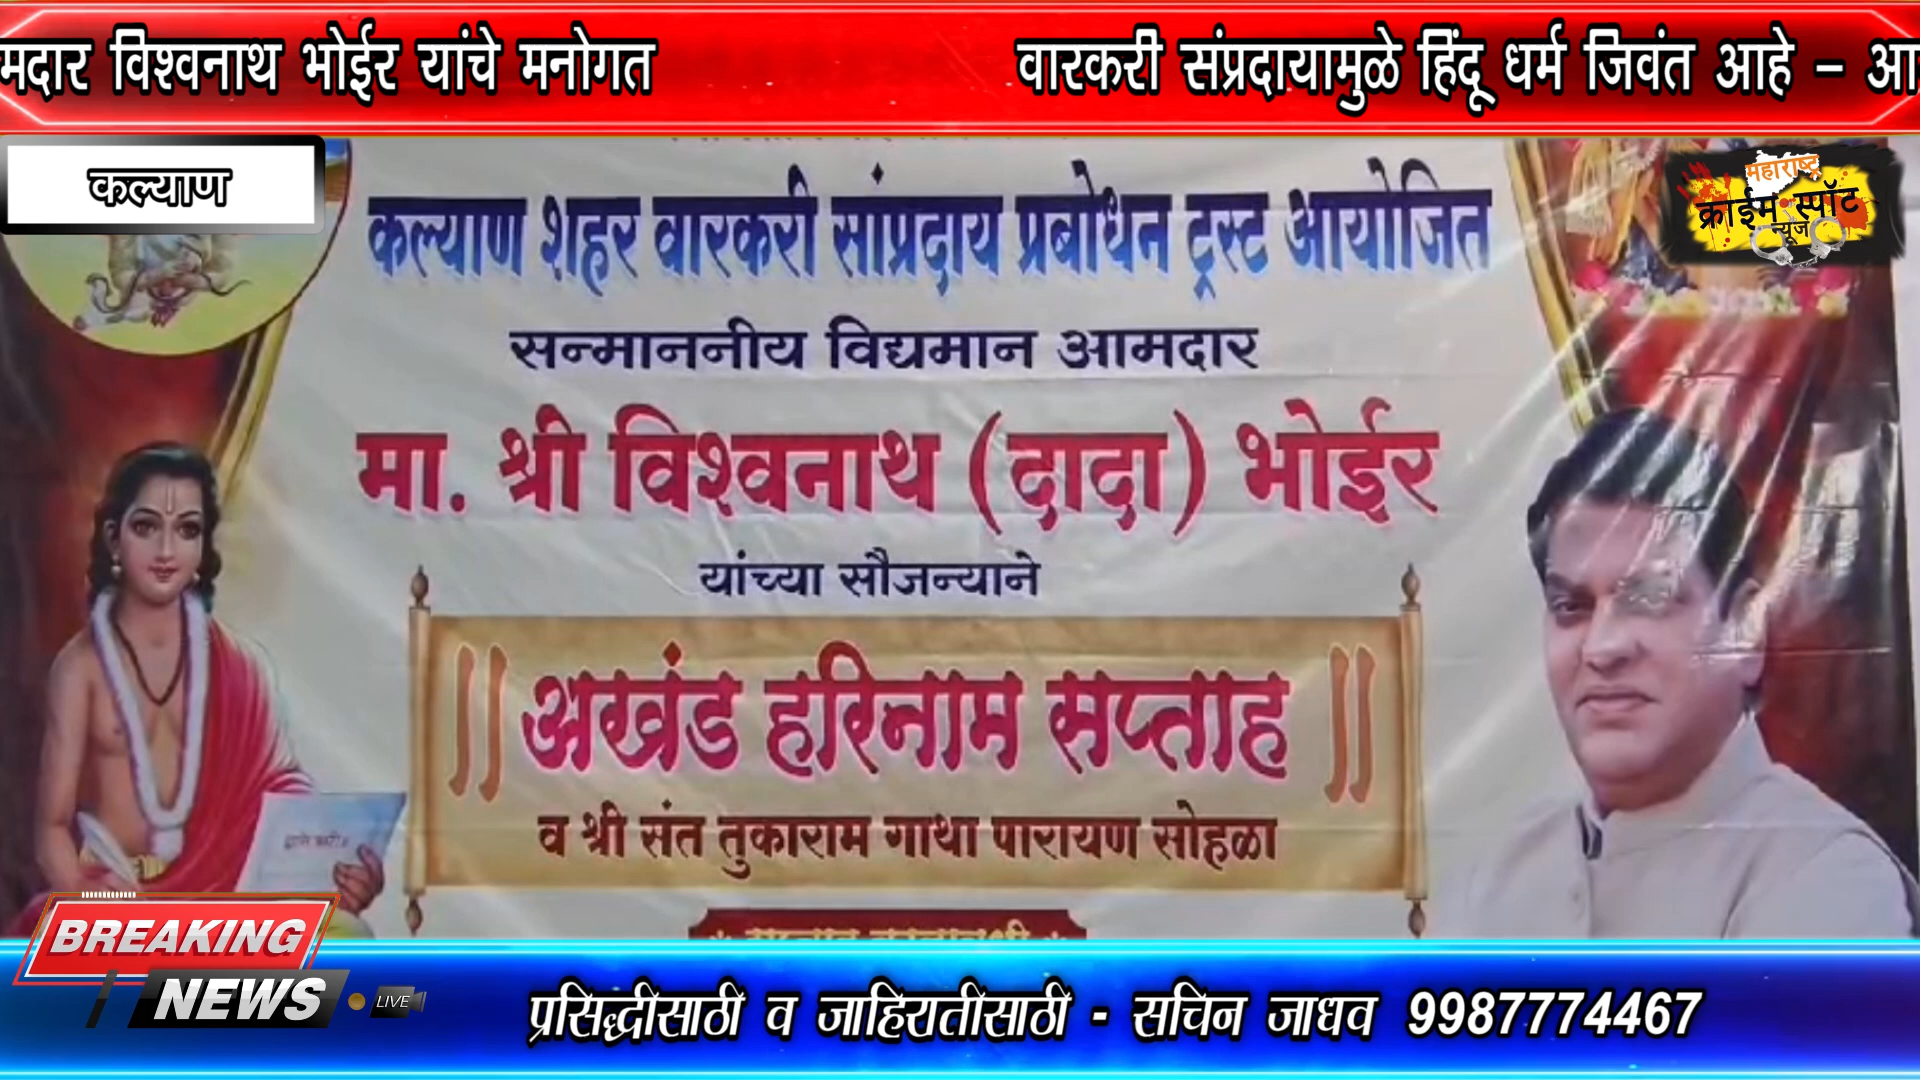 मदार विश्वनाथ भोईर यांचे मनोगत वारकरी संप्रदायामुळे हिंदू धर्म जिवंत आहे – आ
कल्याण
महाराष्ट्र
क्राईम स्पॉट
न्यूज
कल्याण शहर वारकरी सांप्रदाय प्रबोधन ट्रस्ट आयोजित
सन्माननीय विद्यमान आमदार
मा. श्री विश्वनाथ (दादा) भोईर
यांच्या सौजन्याने
|| अखंड हरिनाम सप्ताह ||
व श्री संत तुकाराम गाथा पारायण सोहळा
BREAKING
NEWS LIVE
प्रसिद्धीसाठी व जाहिरातीसाठी - सचिन जाधव 9987774467